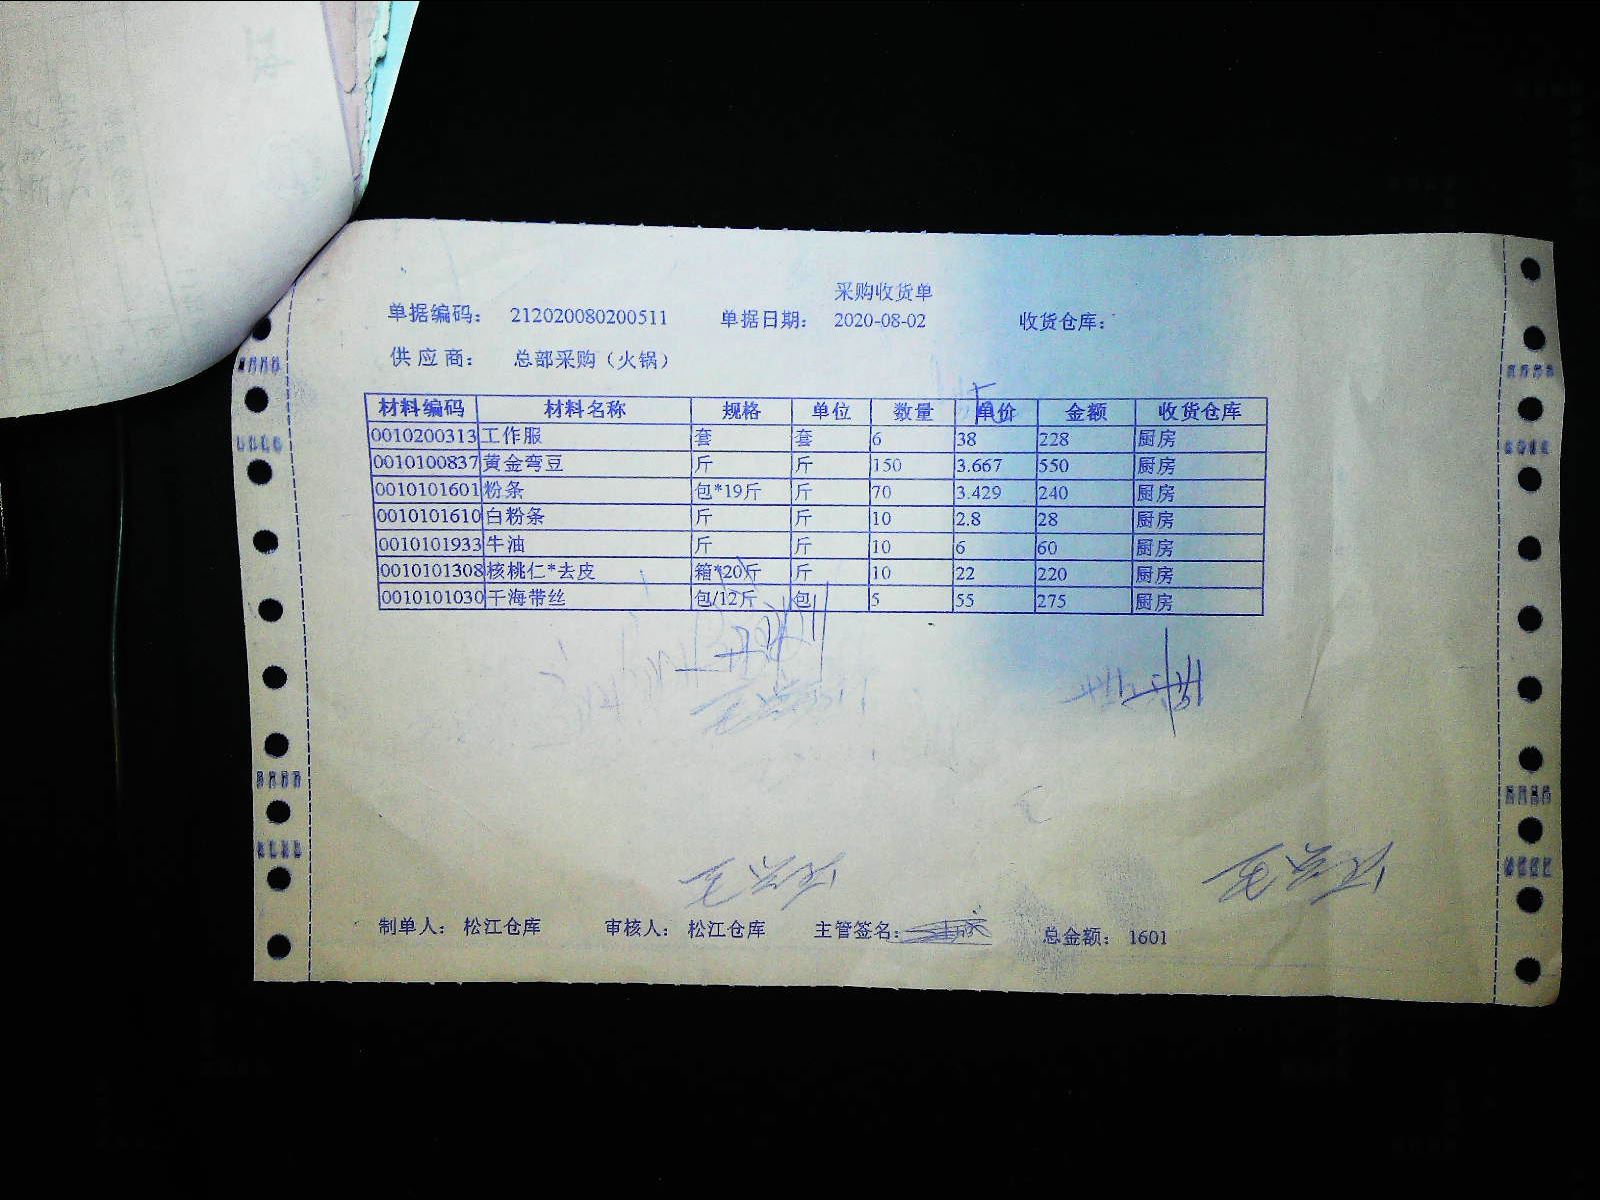 采购收货单
单据编码: 212020080200511 单据日期: 2020-08-02 收货仓库:
供应商: 总部采购（火锅）
材料编码 材料名称 规格 单位 数量 单价 金额 收货仓库
0010200313 工作服 套 套 6 38 228 厨房
0010100837 黄金弯豆 斤 斤 150 3.667 550 厨房
0010101601 粉条 包*19斤 斤 70 3.429 240 厨房
0010101610 白粉条 斤 斤 10 2.8 28 厨房
0010101933 牛油 斤 斤 10 6 60 厨房
0010101308 核桃仁*去皮 箱*20斤 斤 10 22 220 厨房
0010101030 干海带丝 包/12斤 包 5 55 275 厨房
制单人: 松江仓库 审核人: 松江仓库 主管签名: 总金额: 1601